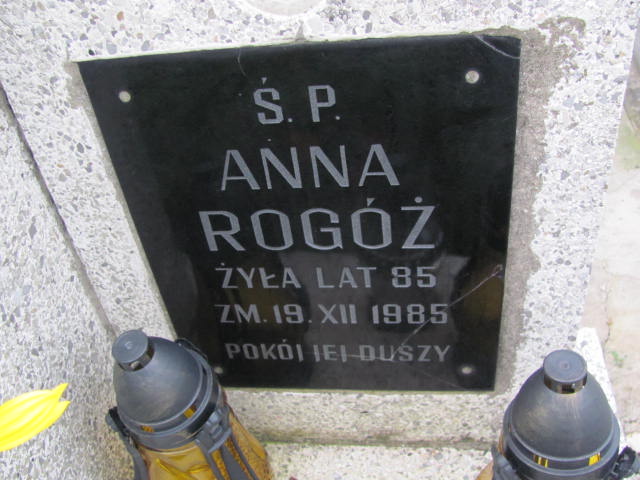 Ś. P.
ANNA
ROGÓŻ
ŻYŁA LAT 85
ZM. 19. XII 1985
POKÓJ JEJ DUSZY